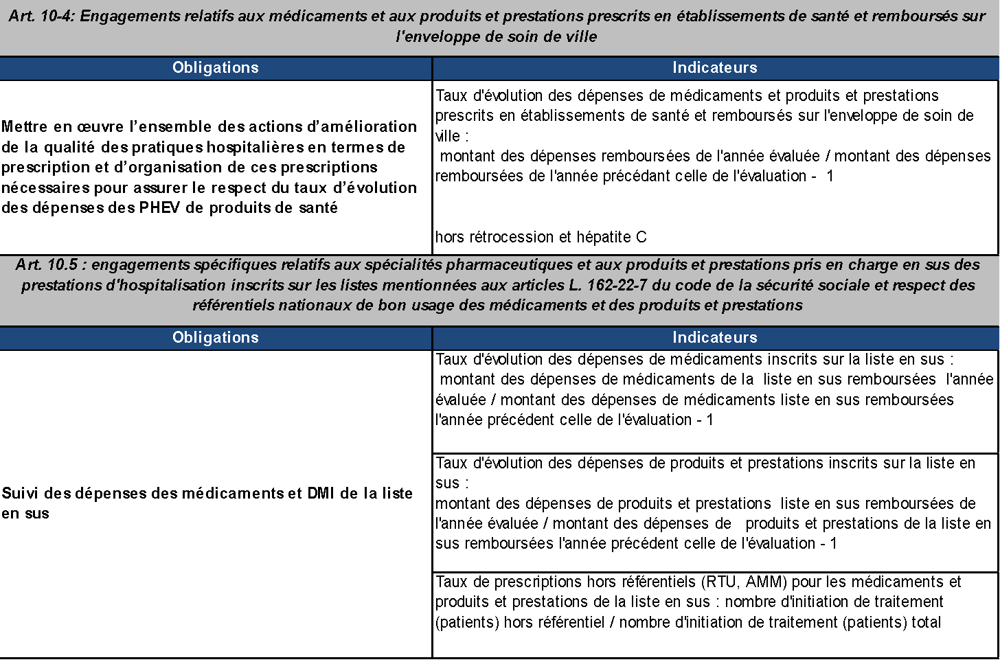 Art. 10-4: Engagements relatifs aux médicaments et aux produits et prestations prescrits en établissements de santé et remboursés sur
l'enveloppe de soin de ville
Obligations
Indicateurs
Mettre en œuvre l’ensemble des actions d’amélioration
de la qualité des pratiques hospitalières en termes de
prescription et d’organisation de ces prescriptions
nécessaires pour assurer le respect du taux d’évolution
des dépenses des PHEV de produits de santé
Taux d'évolution des dépenses de médicaments et produits et prestations
prescrits en établissements de santé et remboursés sur l'enveloppe de soin de
ville :
montant des dépenses remboursées de l'année évaluée / montant des dépenses
remboursées de l'année précédant celle de l'évaluation - 1
hors rétrocession et hépatite C
Art. 10.5 : engagements spécifiques relatifs aux spécialités pharmaceutiques et aux produits et prestations pris en charge en sus des
prestations d'hospitalisation inscrits sur les listes mentionnées aux articles L. 162-22-7 du code de la sécurité sociale et respect des
référentiels nationaux de bon usage des médicaments et des produits et prestations
Obligations
Indicateurs
Suivi des dépenses des médicaments et DMI de la liste
en sus
Taux d'évolution des dépenses de médicaments inscrits sur la liste en sus :
montant des dépenses de médicaments de la liste en sus remboursées l'année
évaluée / montant des dépenses de médicaments liste en sus remboursées
l'année précédent celle de l'évaluation - 1
Taux d'évolution des dépenses de produits et prestations inscrits sur la liste en
sus :
montant des dépenses de produits et prestations liste en sus remboursées de
l'année évaluée / montant des dépenses de produits et prestations de la liste en
sus remboursées l'année précédent celle de l'évaluation - 1
Taux de prescriptions hors référentiels (RTU, AMM) pour les médicaments et
produits et prestations de la liste en sus : nombre d'initiation de traitement
(patients) hors référentiel / nombre d'initiation de traitement (patients) total